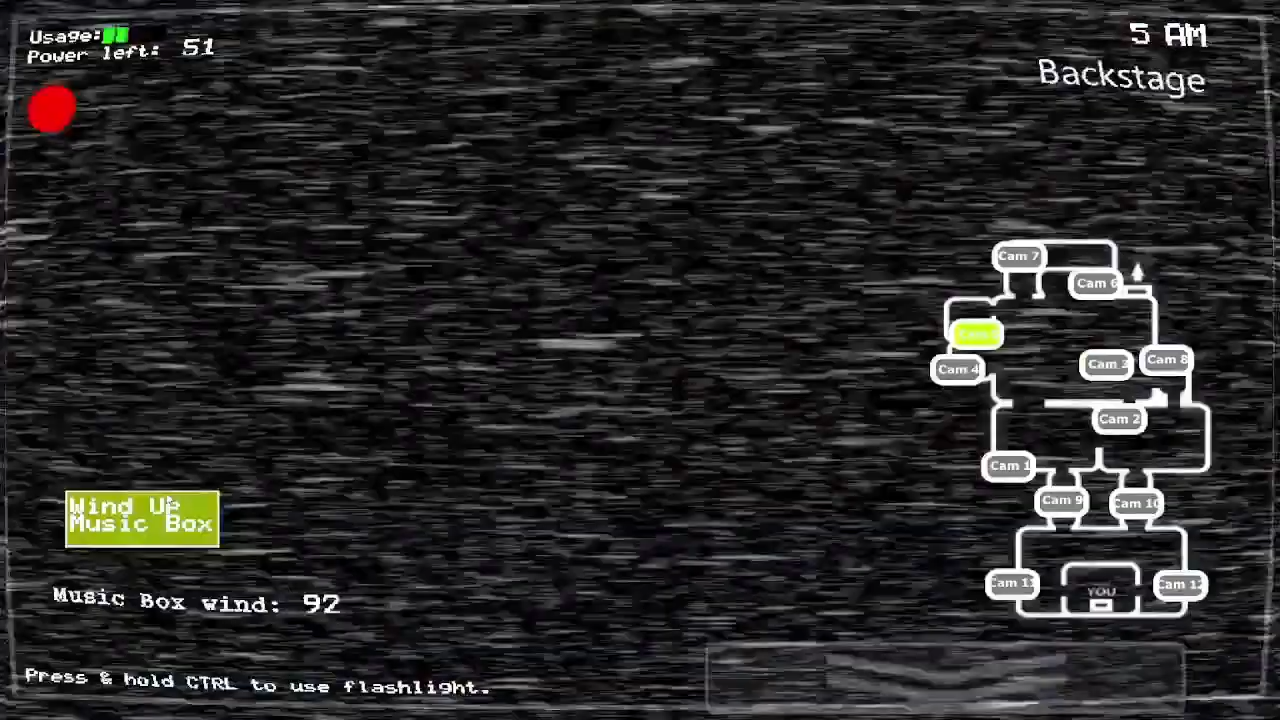 Usage:
Power left: 51
5 AM
Backstage
Cam 7
Cam 6
Cam 4
Cam 3
Cam 8
Cam 2
Cam 1
Cam 9
Cam 10
Cam 11
Cam 12
YOU
Wind Up
Music Box
Music Box wind: 92
Press & hold CTRL to use flashlight.